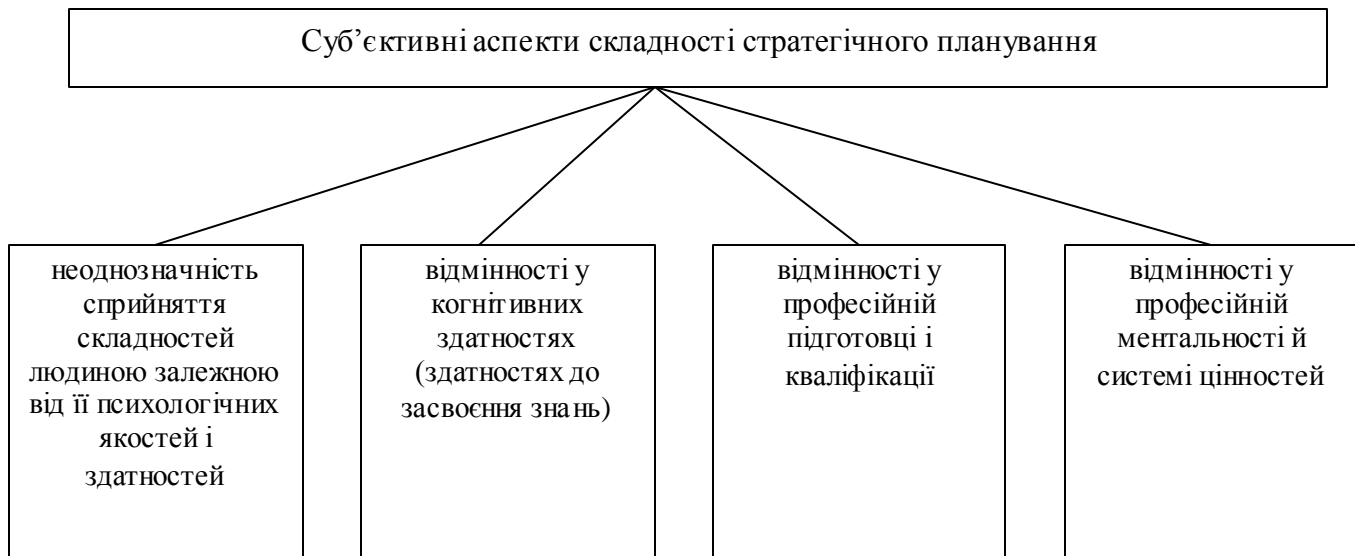 Суб’єктивні аспекти складності стратегічного планування
неоднозначність
сприйняття
складностей
людиною залежною
від її психологічних
якостей і
здатностей
відмінності у
когнітивних
здатностях
(здатностях до
засвоєння знань)
відмінності у
професійній
підготовці і
кваліфікації
відмінності у
професійній
ментальності й
системі цінностей